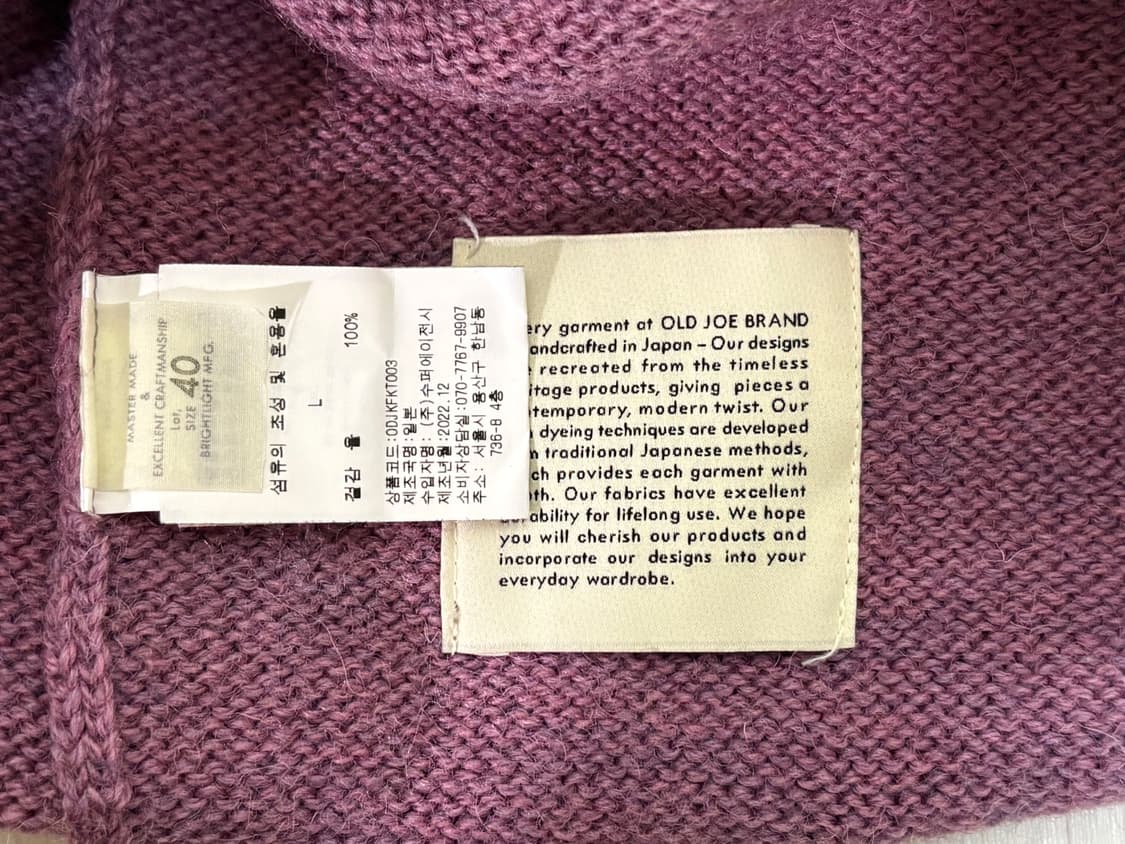 MASTER MADE
&
EXCELLENT CRAFTMANSHIP
Lot.
SIZE 40
BRIGHTLIGHT MFG.
섬유의 조성 및 혼용율
L
겉감 울 100%
상품코드:ODJKFKT003
제조국명:일본
수입자명: (주)수퍼에이전시
제조년월:2022.12
소비자상담실:070-7767-9907
주소: 서울시 용산구 한남동
736-8 4층
ery garment at OLD JOE BRAND
andcrafted in Japan – Our designs
recreated from the timeless
itage products, giving pieces a
temporary, modern twist. Our
dyeing techniques are developed
traditional Japanese methods,
ch provides each garment with
th. Our fabrics have excellent
ability for lifelong use. We hope
you will cherish our products and
incorporate our designs into your
everyday wardrobe.